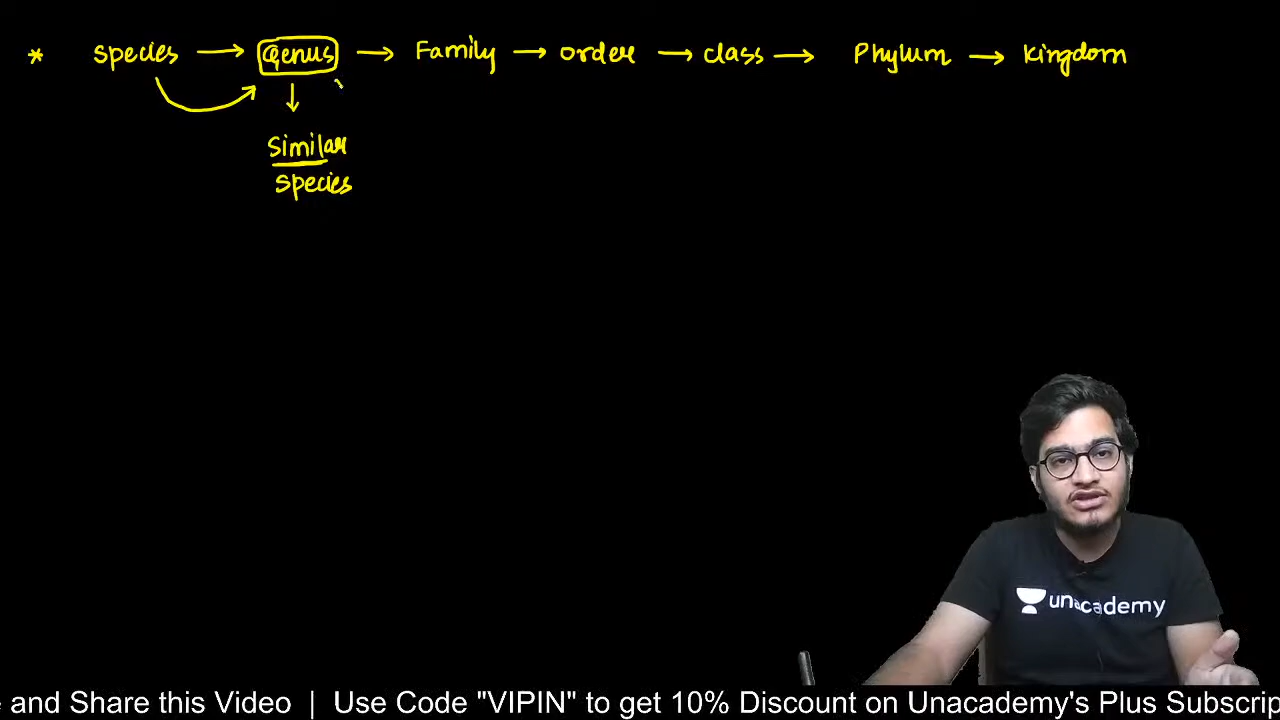 * Species → Genus → Family → order → class → Phylum → Kingdom
↓
Similar
Species
unacademy
e and Share this Video | Use Code "VIPIN" to get 10% Discount on Unacademy's Plus Subscrip